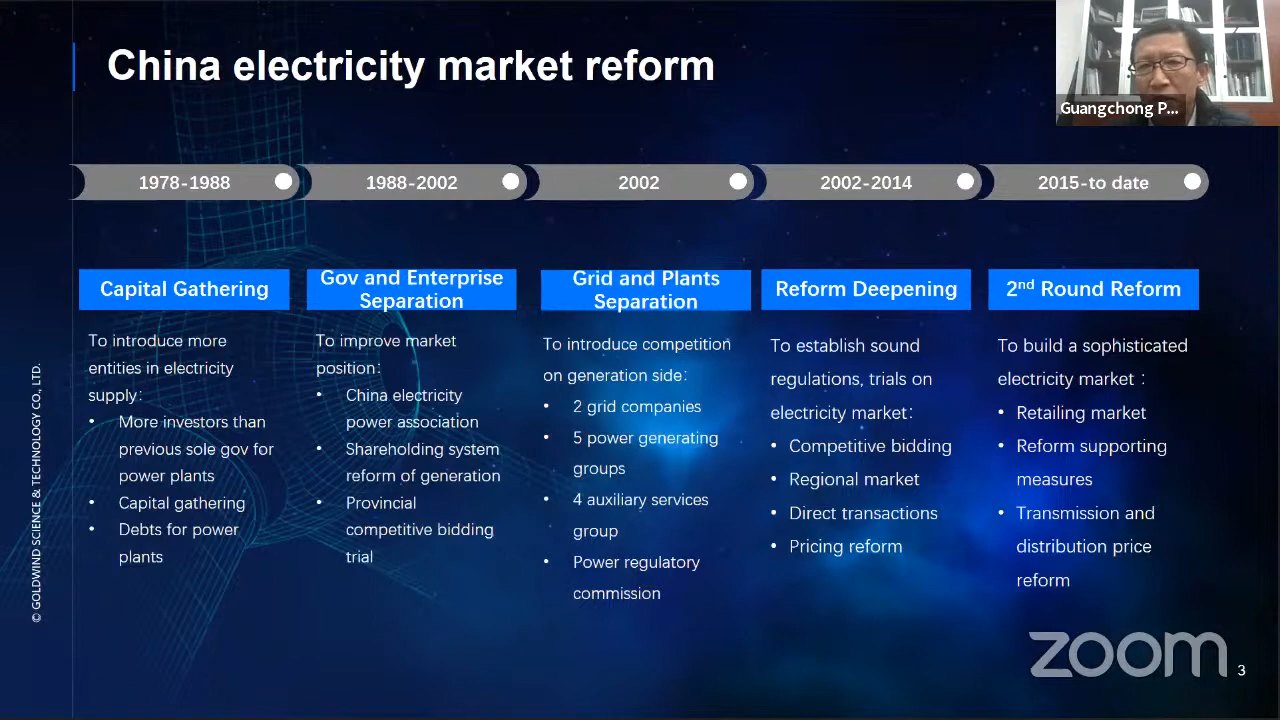 China electricity market reform
Guangchong P...
1978-1988
1988-2002
2002
2002-2014
2015-to date
Capital Gathering
To introduce more
entities in electricity
supply:
• More investors than
previous sole gov for
power plants
• Capital gathering
• Debts for power
plants
Gov and Enterprise
Separation
To improve market
position:
• China electricity
power association
• Shareholding system
reform of generation
• Provincial
competitive bidding
trial
Grid and Plants
Separation
To introduce competition
on generation side:
• 2 grid companies
• 5 power generating
groups
• 4 auxiliary services
group
• Power regulatory
commission
Reform Deepening
To establish sound
regulations, trials on
electricity market:
• Competitive bidding
• Regional market
• Direct transactions
• Pricing reform
2nd Round Reform
To build a sophisticated
electricity market :
• Retailing market
• Reform supporting
measures
• Transmission and
distribution price
reform
© GOLDWIND SCIENCE & TECHNOLOGY CO., LTD.
zoom
3